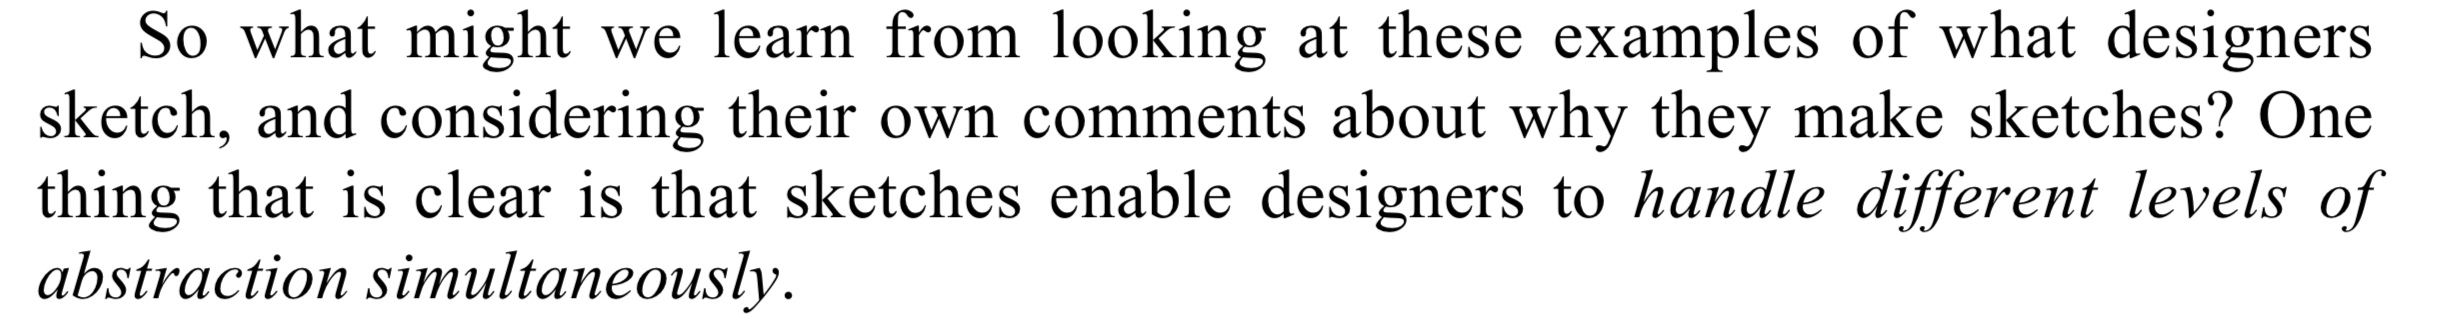 So what might we learn from looking at these examples of what designers
sketch, and considering their own comments about why they make sketches? One
thing that is clear is that sketches enable designers to handle different levels of
abstraction simultaneously.